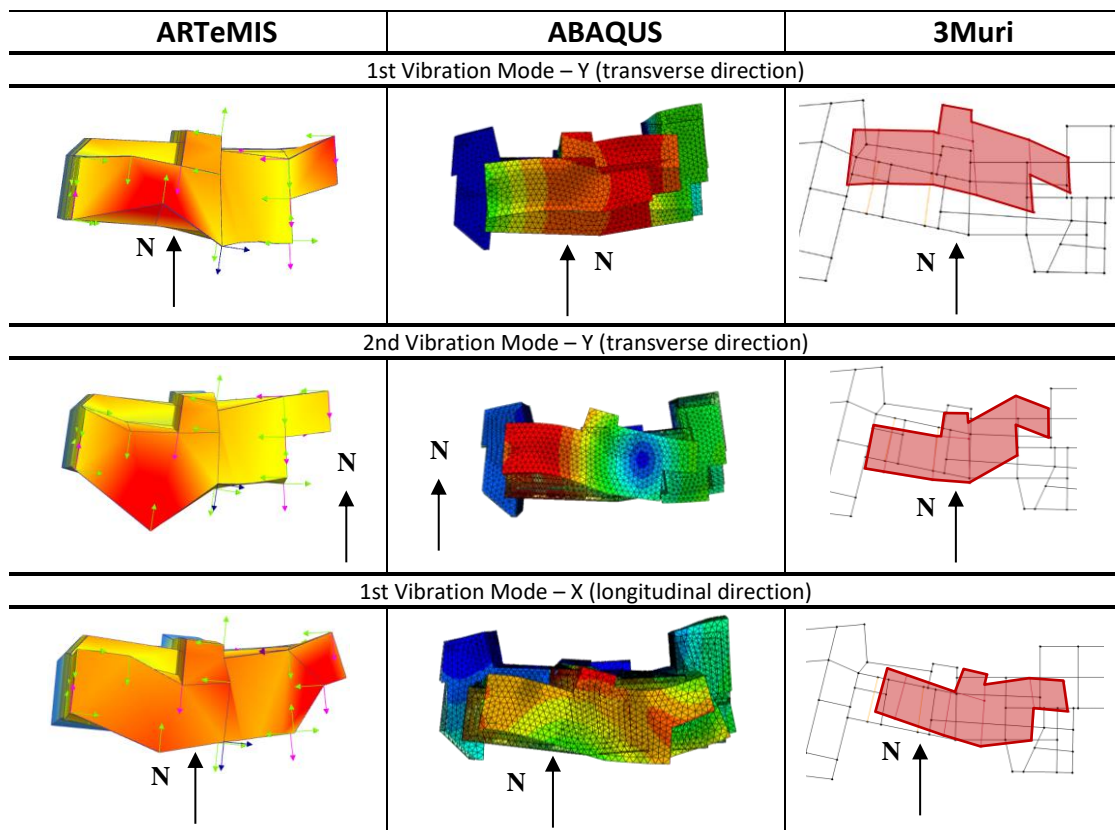 ARTeMIS ABAQUS 3Muri
1st Vibration Mode – Y (transverse direction)
N N N
2nd Vibration Mode – Y (transverse direction)
N N N
1st Vibration Mode – X (longitudinal direction)
N N N